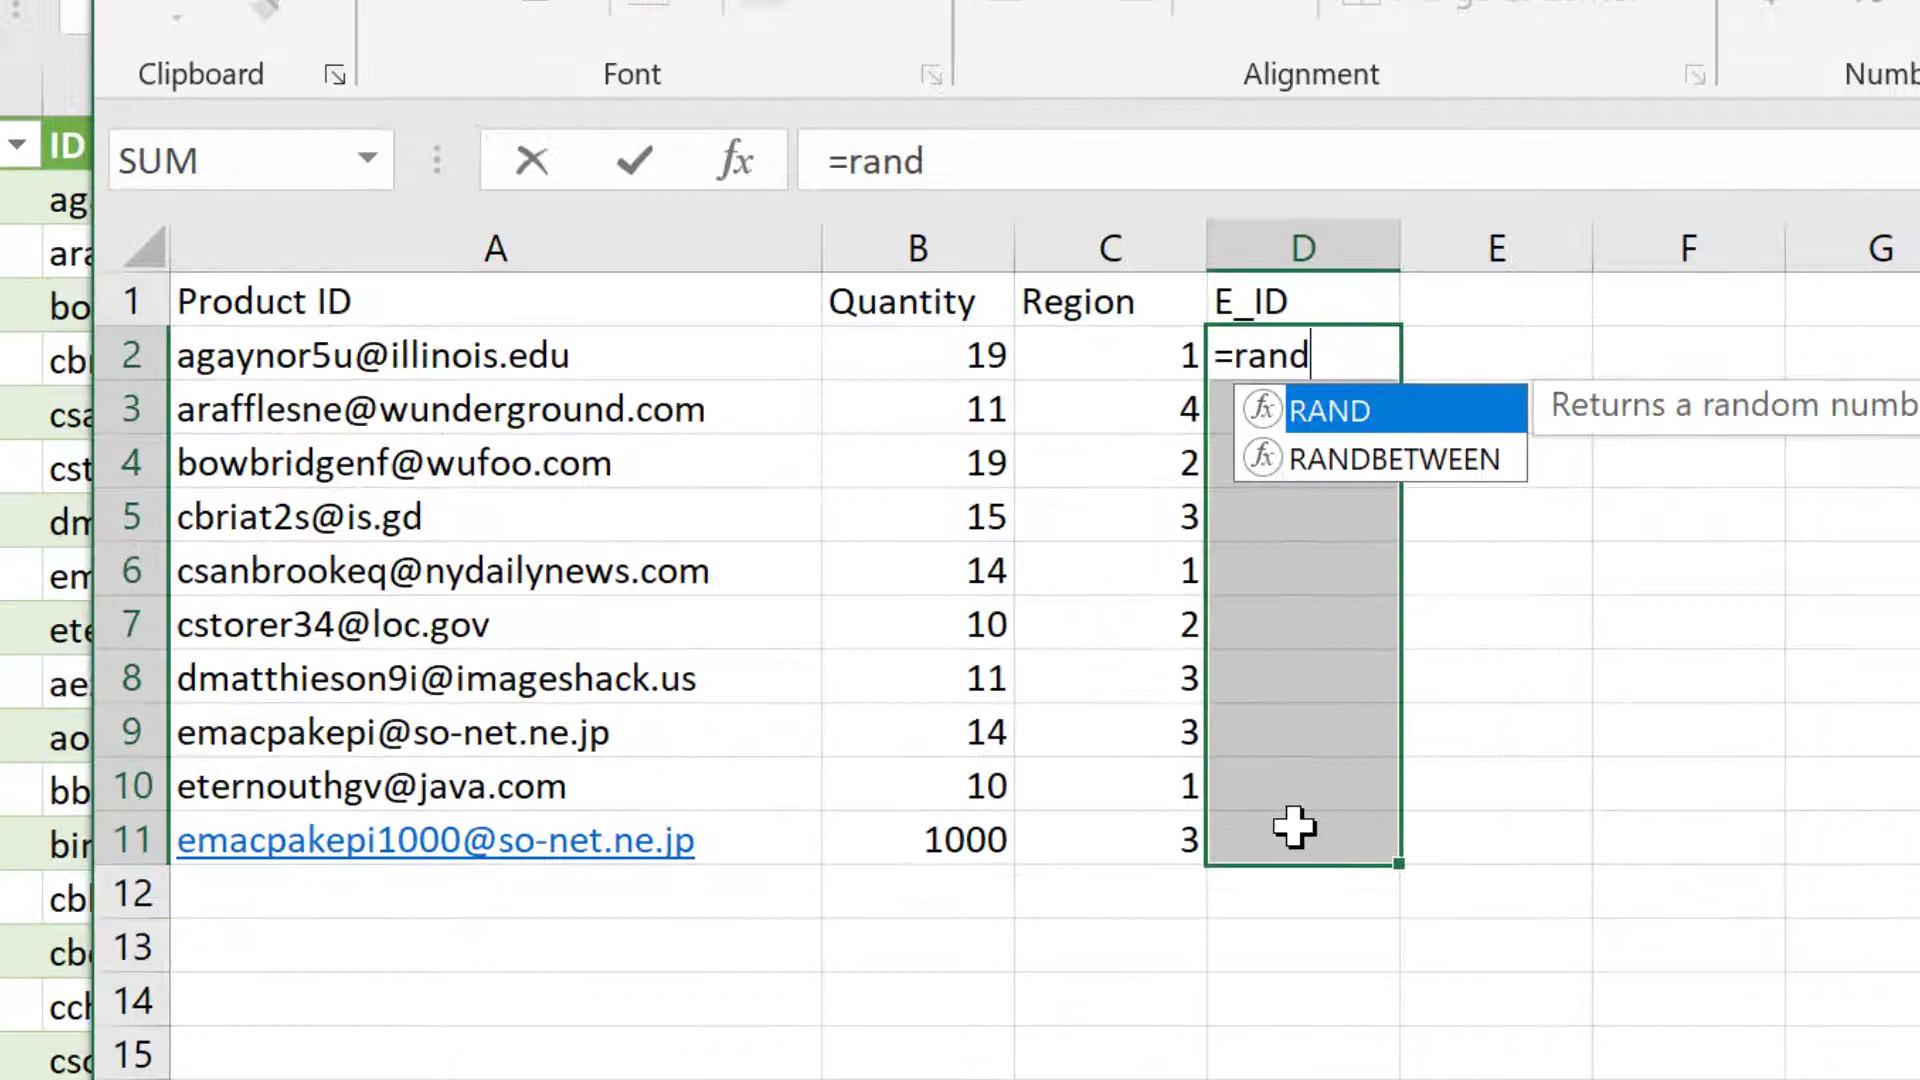 Clipboard Font Alignment Numb
SUM =rand
A B C D E F G
1 Product ID Quantity Region E_ID
2 agaynor5u@illinois.edu 19 1 =rand
3 arafflesne@wunderground.com 11 4 RAND Returns a random numb
4 bowbridgenf@wufoo.com 19 2 RANDBETWEEN
5 cbriat2s@is.gd 15 3
6 csanbrookeq@nydailynews.com 14 1
7 cstorer34@loc.gov 10 2
8 dmatthieson9i@imageshack.us 11 3
9 emacpakepi@so-net.ne.jp 14 3
10 eternouthgv@java.com 10 1
11 emacpakepi1000@so-net.ne.jp 1000 3
12
13
14
15
ID
ag
ara
bo
cbr
csa
cst
dm
em
ete
ae
ao
bb
bir
cbl
cbo
cch
csc